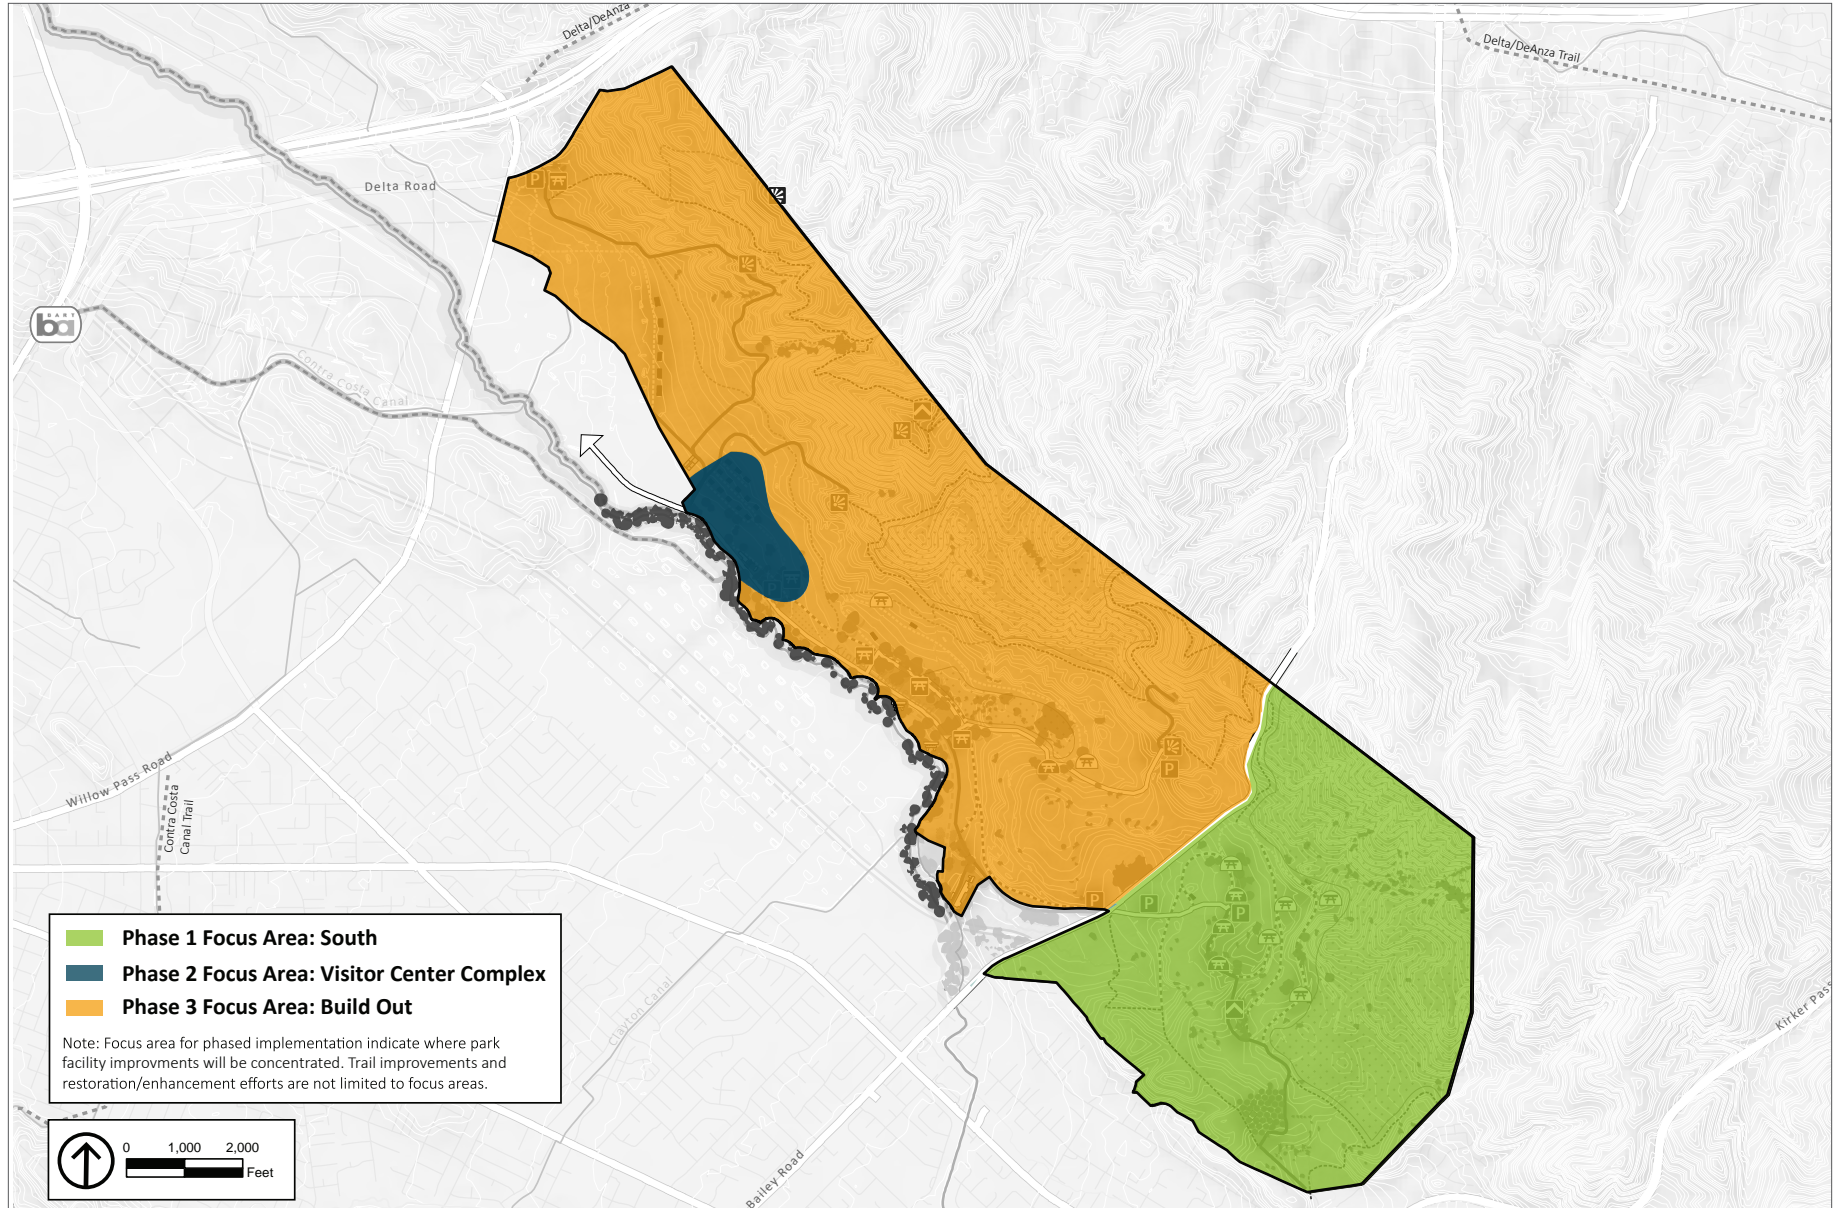 Delta/DeAnza
Delta/DeAnza Trail
Delta Road
BART
ba
Contra Costa Canal
Willow Pass Road
Contra Costa
Canal Trail
P
P
P
P
P
P
Clayton Canal
Bailey Road
Kirker Pass
Phase 1 Focus Area: South
Phase 2 Focus Area: Visitor Center Complex
Phase 3 Focus Area: Build Out
Note: Focus area for phased implementation indicate where park
facility improvments will be concentrated. Trail improvements and
restoration/enhancement efforts are not limited to focus areas.
0 1,000 2,000
Feet